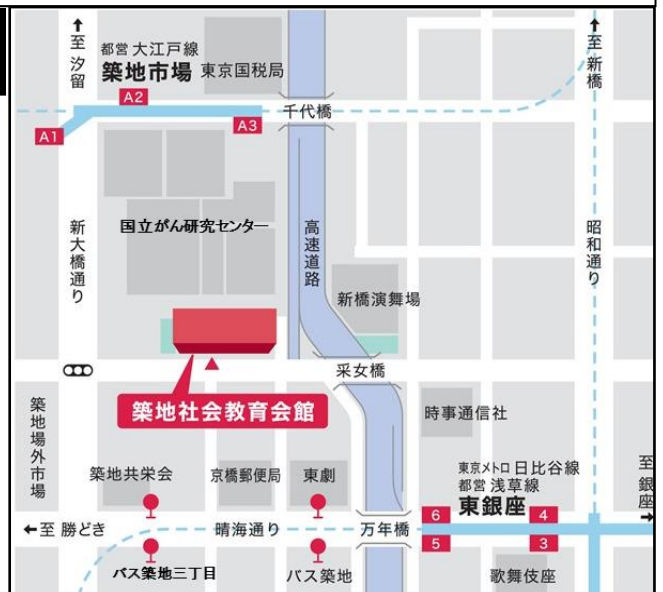 ↑至 汐留
都営 大江戸線
築地市場
東京国税局
↑至 新橋
A2
A1
A3
千代橋
新大橋通り
国立がん研究センター
高速道路
新橋演舞場
昭和通り
采女橋
築地社会教育会館
時事通信社
築地場外市場
築地共栄会
京橋郵便局
東劇
東京メトロ 日比谷線
都営 浅草線
東銀座
至 銀座→
6
4
←至 勝どき
晴海通り
万年橋
5
3
バス築地三丁目
バス築地
歌舞伎座